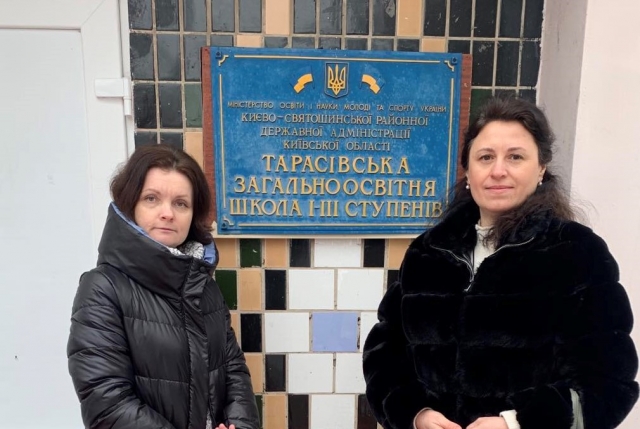 МІНІСТЕРСТВО ОСВІТИ І НАУКИ, МОЛОДІ ТА СПОРТУ УКРАЇНИ
КИЄВО-СВЯТОШИНСЬКОЇ РАЙОННОЇ
ДЕРЖАВНОЇ АДМІНІСТРАЦІЇ
КИЇВСЬКОЇ ОБЛАСТІ
ТАРАСІВСЬКА
ЗАГАЛЬНООСВІТНЯ
ШКОЛА І-ІІІ СТУПЕНІВ